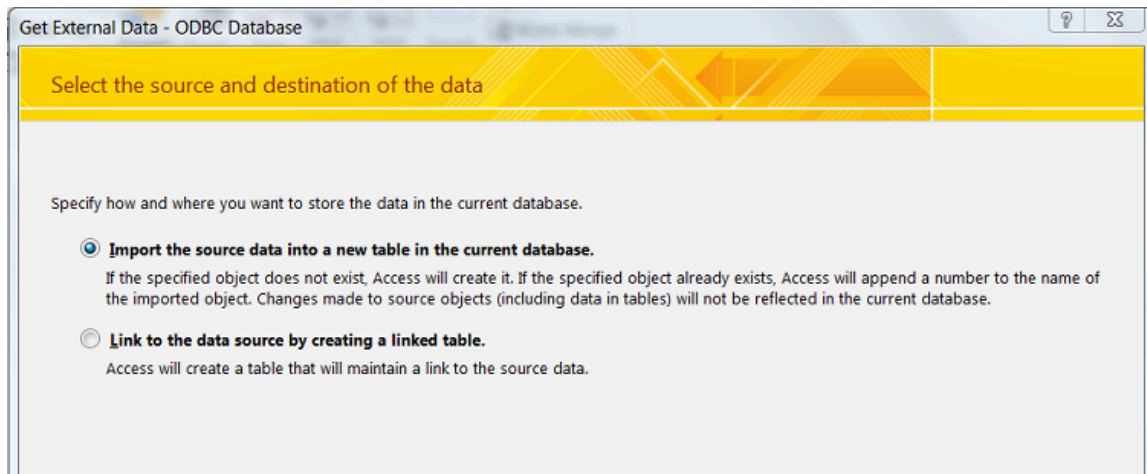 Get External Data - ODBC Database
Select the source and destination of the data
Specify how and where you want to store the data in the current database.
Import the source data into a new table in the current database.
If the specified object does not exist, Access will create it. If the specified object already exists, Access will append a number to the name of
the imported object. Changes made to source objects (including data in tables) will not be reflected in the current database.
Link to the data source by creating a linked table.
Access will create a table that will maintain a link to the source data.